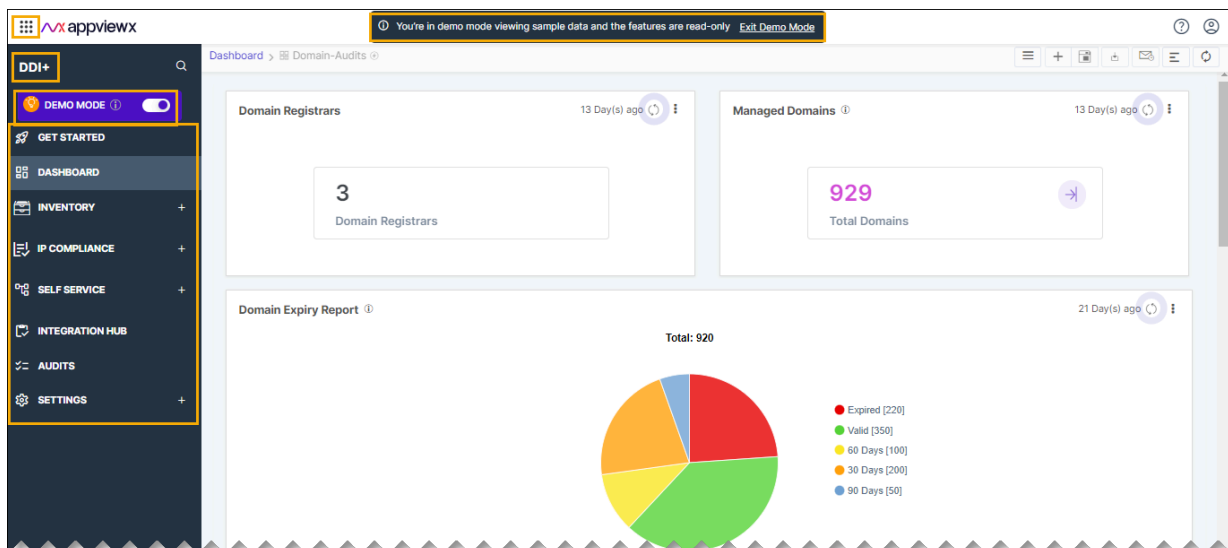 appviewx
You're in demo mode viewing sample data and the features are read-only Exit Demo Mode
DDI+
Dashboard > Domain-Audits
DEMO MODE
GET STARTED
DASHBOARD
INVENTORY +
IP COMPLIANCE +
SELF SERVICE +
INTEGRATION HUB
AUDITS
SETTINGS +
Domain Registrars 13 Day(s) ago
3
Domain Registrars
Managed Domains 13 Day(s) ago
929
Total Domains
Domain Expiry Report 21 Day(s) ago
Total: 920
Expired [220]
Valid [350]
60 Days [100]
30 Days [200]
90 Days [50]